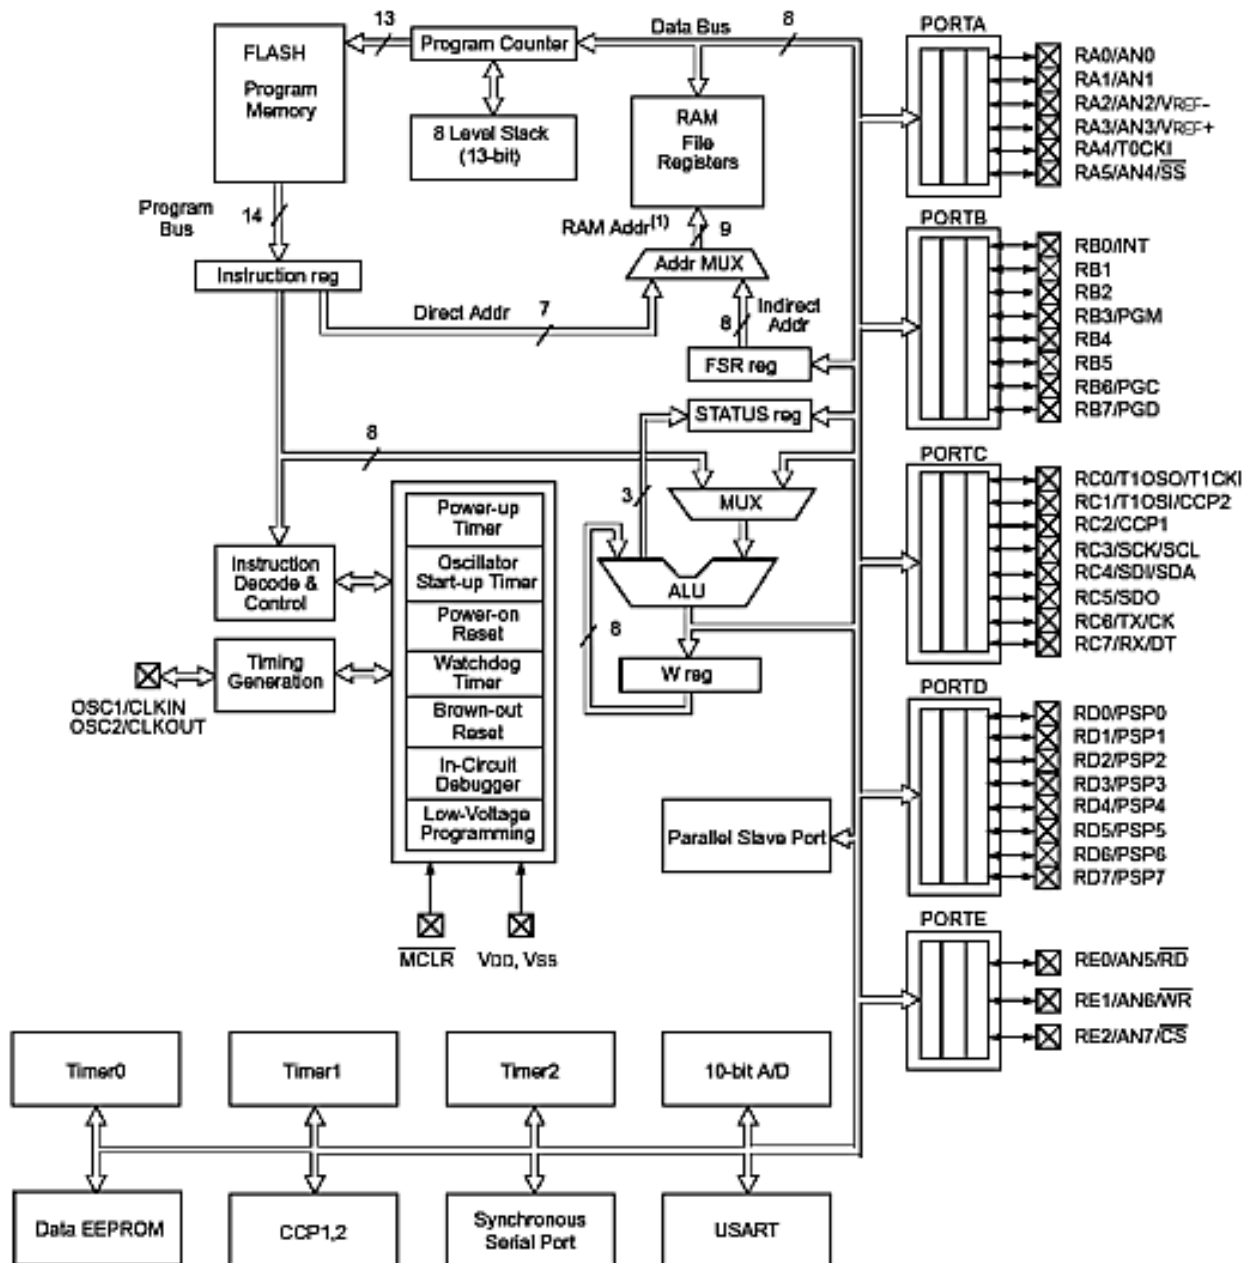 FLASH
Program
Memory
13
Program Counter
8 Level Stack
(13-bit)
Data Bus
8
RAM
File
Registers
Program
Bus
14
RAM Addr(1)
9
Addr MUX
Instruction reg
Direct Addr
7
Indirect
Addr
8
FSR reg
STATUS reg
8
3
MUX
ALU
8
W reg
Power-up
Timer
Oscillator
Start-up Timer
Power-on
Reset
Watchdog
Timer
Brown-out
Reset
In-Circuit
Debugger
Low-Voltage
Programming
Instruction
Decode &
Control
Timing
Generation
OSC1/CLKIN
OSC2/CLKOUT
MCLR
VDD, VSS
Parallel Slave Port
PORTA
RA0/AN0
RA1/AN1
RA2/AN2/VREF-
RA3/AN3/VREF+
RA4/T0CKI
RA5/AN4/SS
PORTB
RB0/INT
RB1
RB2
RB3/PGM
RB4
RB5
RB6/PGC
RB7/PGD
PORTC
RC0/T1OSO/T1CKI
RC1/T1OSI/CCP2
RC2/CCP1
RC3/SCK/SCL
RC4/SDI/SDA
RC5/SDO
RC6/TX/CK
RC7/RX/DT
PORTD
RD0/PSP0
RD1/PSP1
RD2/PSP2
RD3/PSP3
RD4/PSP4
RD5/PSP5
RD6/PSP6
RD7/PSP7
PORTE
RE0/AN5/RD
RE1/AN6/WR
RE2/AN7/CS
Timer0
Timer1
Timer2
10-bit A/D
Data EEPROM
CCP1,2
Synchronous
Serial Port
USART